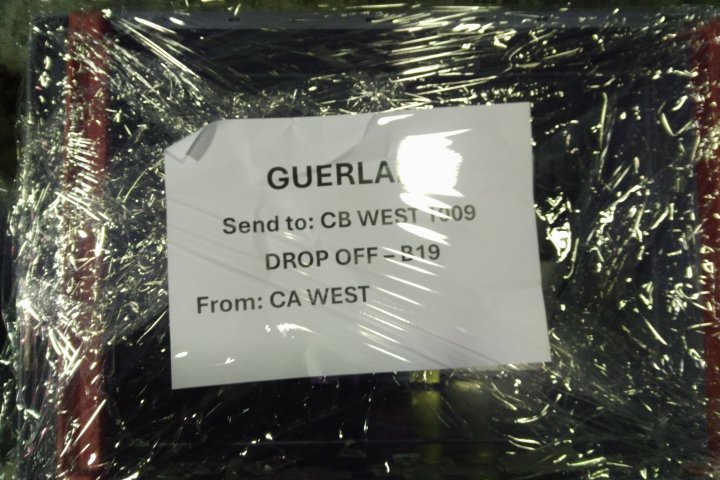 GUERLA
Send to: CB WEST
DROP OFF – B19
From: CA WEST